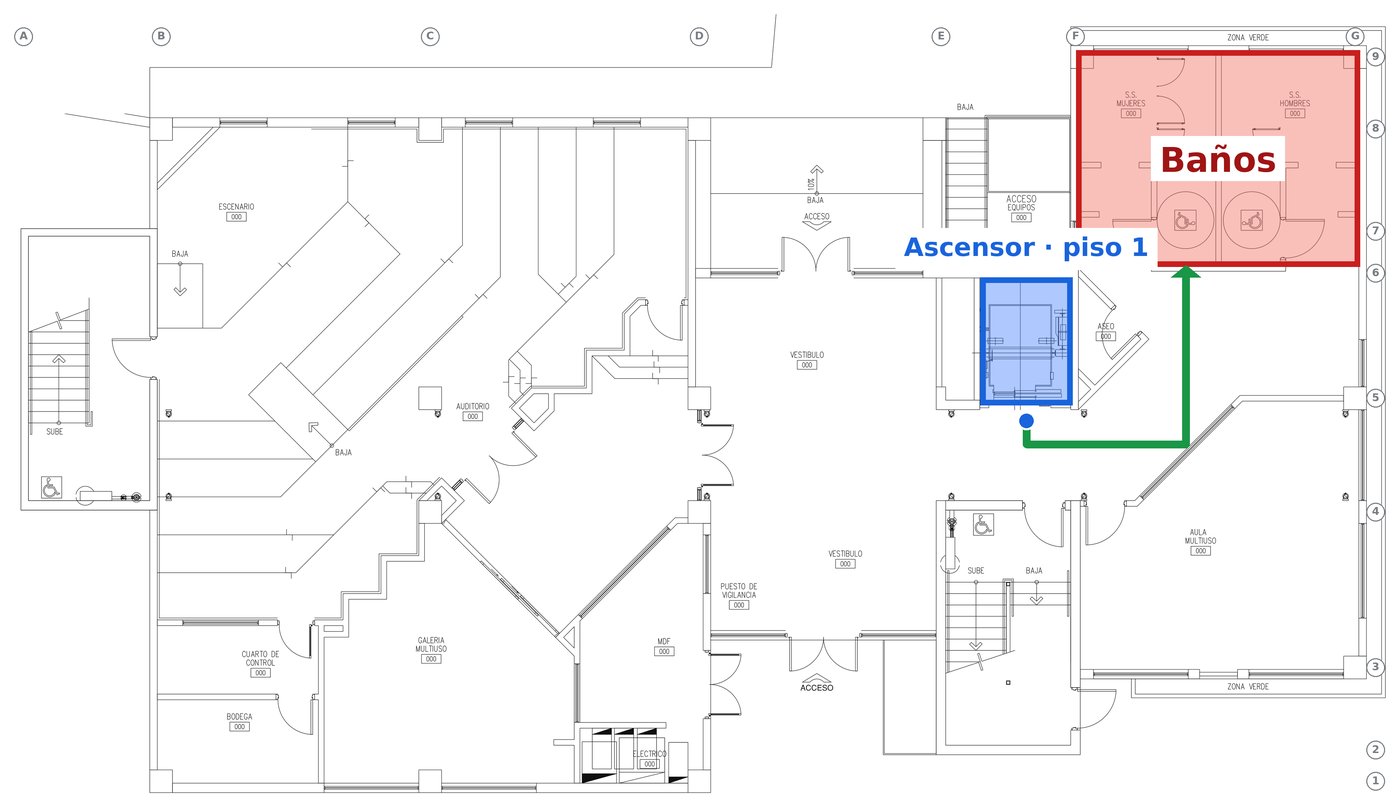 A
B
C
D
E
F
G
ZONA VERDE
9
S.S.
MUJERES
000
S.S.
HOMBRES
000
BAJA
8
Baños
10%
BAJA
ACCESO
ACCESO
EQUIPOS
000
ESCENARIO
000
7
BAJA
Ascensor · piso 1
6
ASEO
000
VESTIBULO
000
5
AUDITORIO
000
SUBE
BAJA
4
AULA
MULTIUSO
000
VESTIBULO
000
SUBE
BAJA
PUESTO DE
VIGILANCIA
000
GALERIA
MULTIUSO
000
MDF
000
CUARTO DE
CONTROL
000
3
ACCESO
ZONA VERDE
BODEGA
000
ELECTRICO
000
2
1